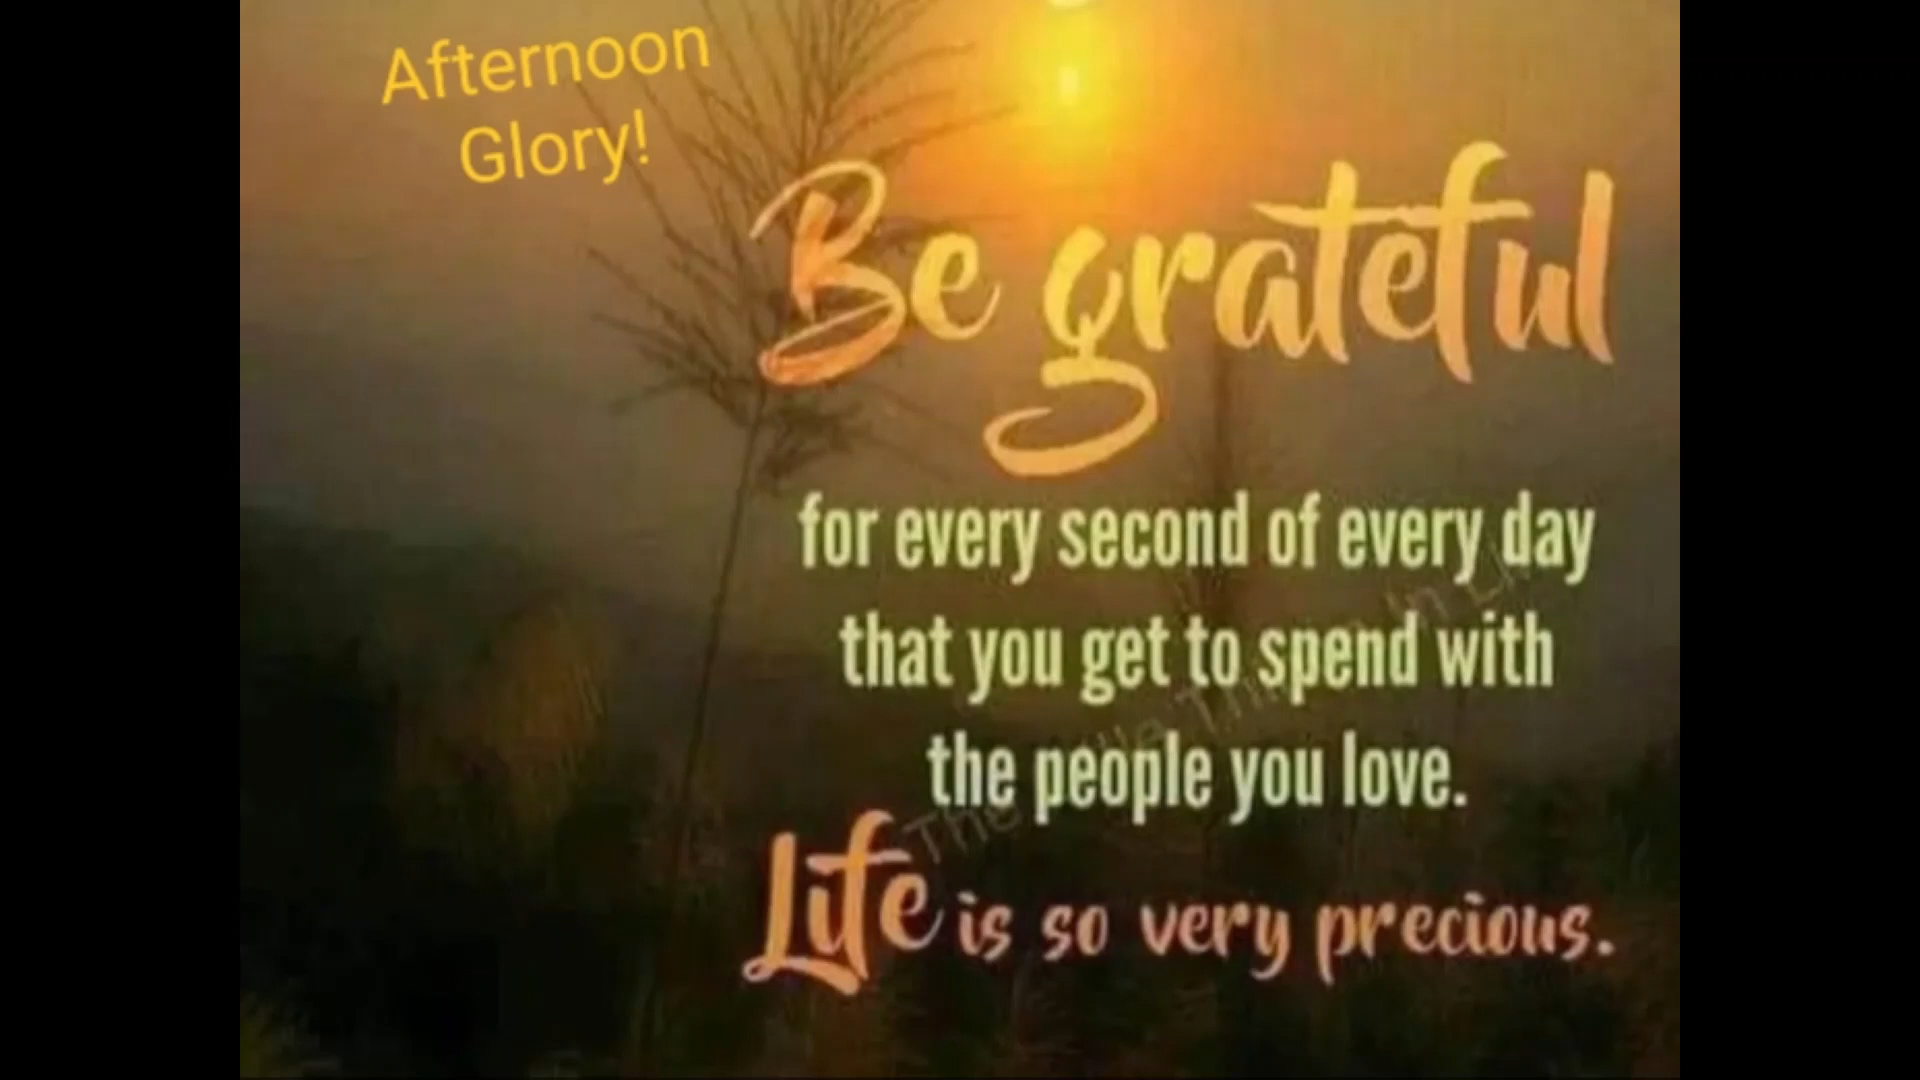 Afternoon
Glory!
Be grateful
for every second of every day
that you get to spend with
the people you love.
Life is so very precious.